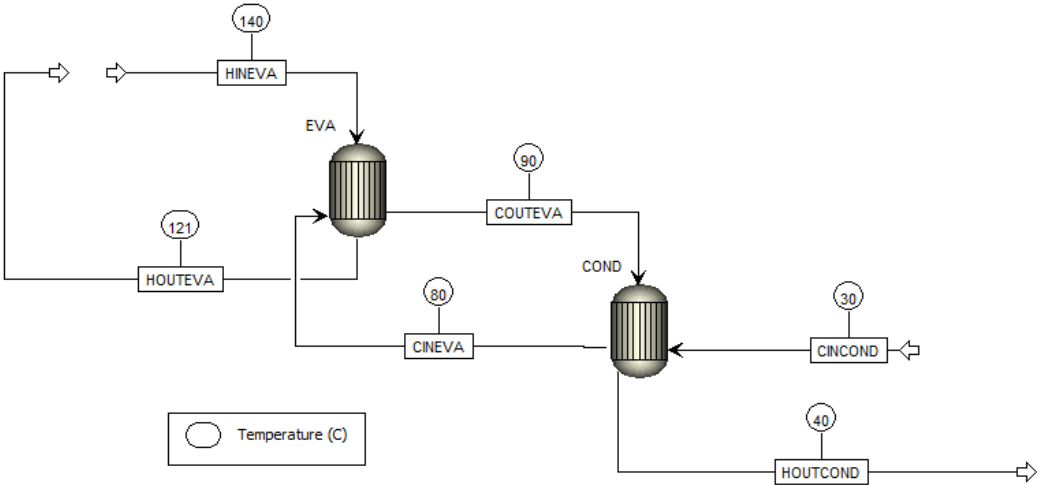 140
HINEVA
EVA
90
COUTEVA
121
HOUTEVA
COND
80
30
CINEVA
CINCOND
40
Temperature (C)
HOUTCOND